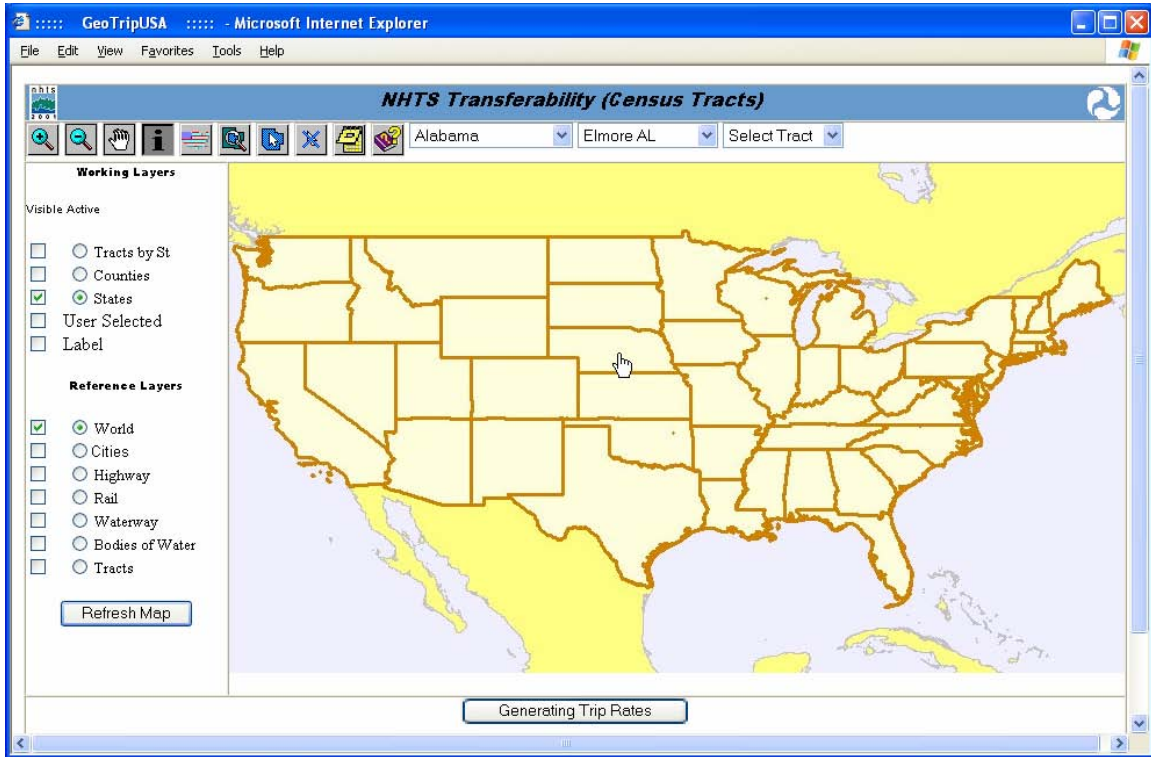 ::::: GeoTripUSA ::::: - Microsoft Internet Explorer
File Edit View Favorites Tools Help
nhts
2001
NHTS Transferability (Census Tracts)
i
Alabama Elmore AL Select Tract
Working Layers
Visible Active
Tracts by St
Counties
States
User Selected
Label
Reference Layers
World
Cities
Highway
Rail
Waterway
Bodies of Water
Tracts
Refresh Map
Generating Trip Rates